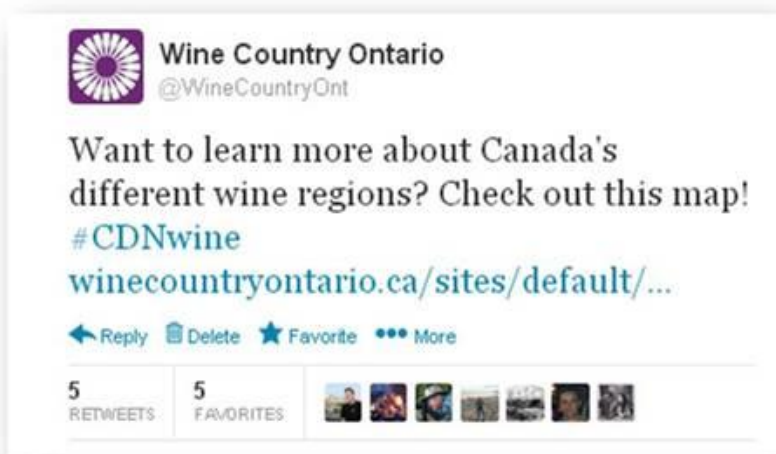 Wine Country Ontario
@WineCountryOnt
Want to learn more about Canada's
different wine regions? Check out this map!
#CDNwine
winecountryontario.ca/sites/default/...
Reply Delete Favorite More
5 5
RETWEETS FAVORITES